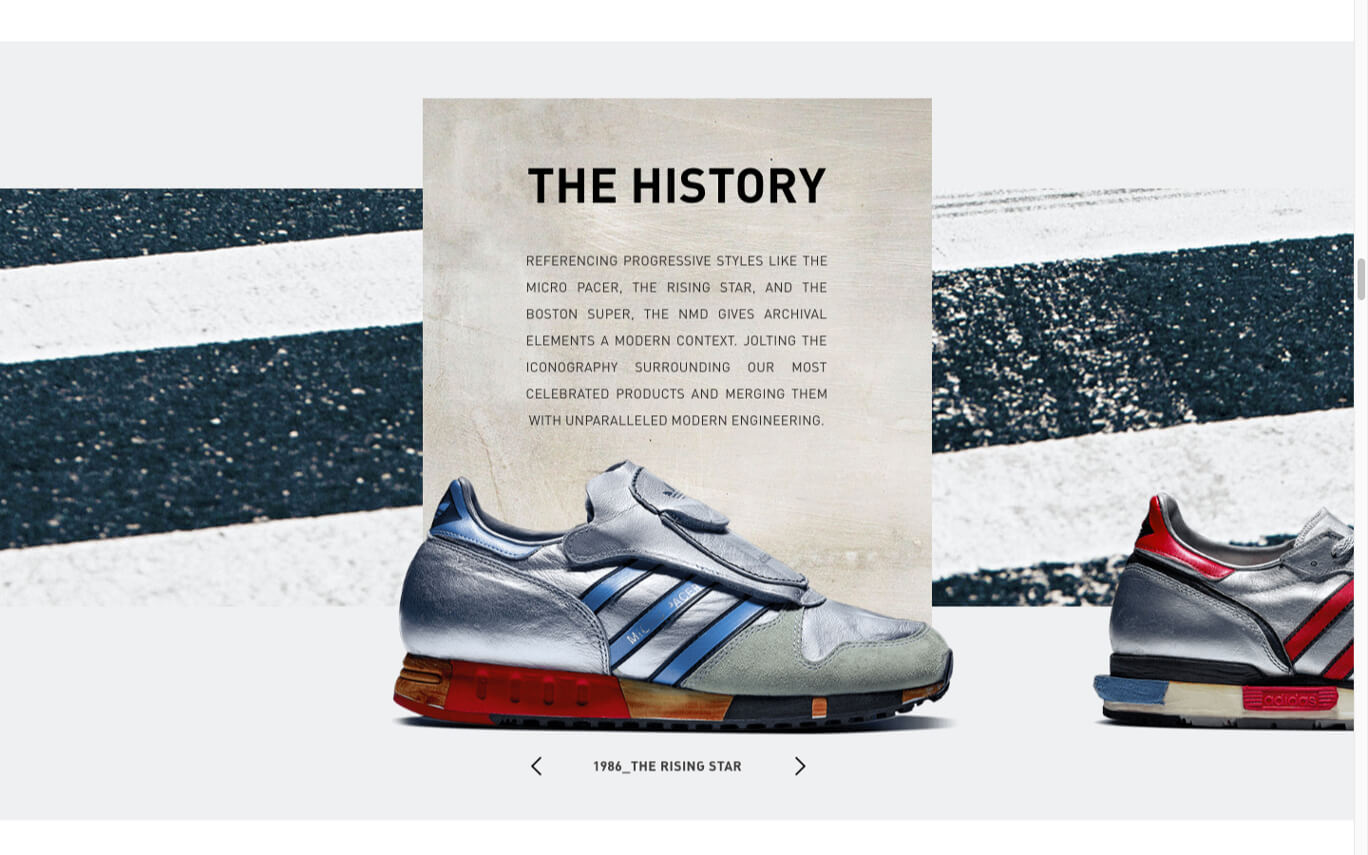 THE HISTORY
REFERENCING PROGRESSIVE STYLES LIKE THE
MICRO PACER, THE RISING STAR, AND THE
BOSTON SUPER, THE NMD GIVES ARCHIVAL
ELEMENTS A MODERN CONTEXT. JOLTING THE
ICONOGRAPHY SURROUNDING OUR MOST
CELEBRATED PRODUCTS AND MERGING THEM
WITH UNPARALLELED MODERN ENGINEERING.
PACER
adidas
1986_THE RISING STAR